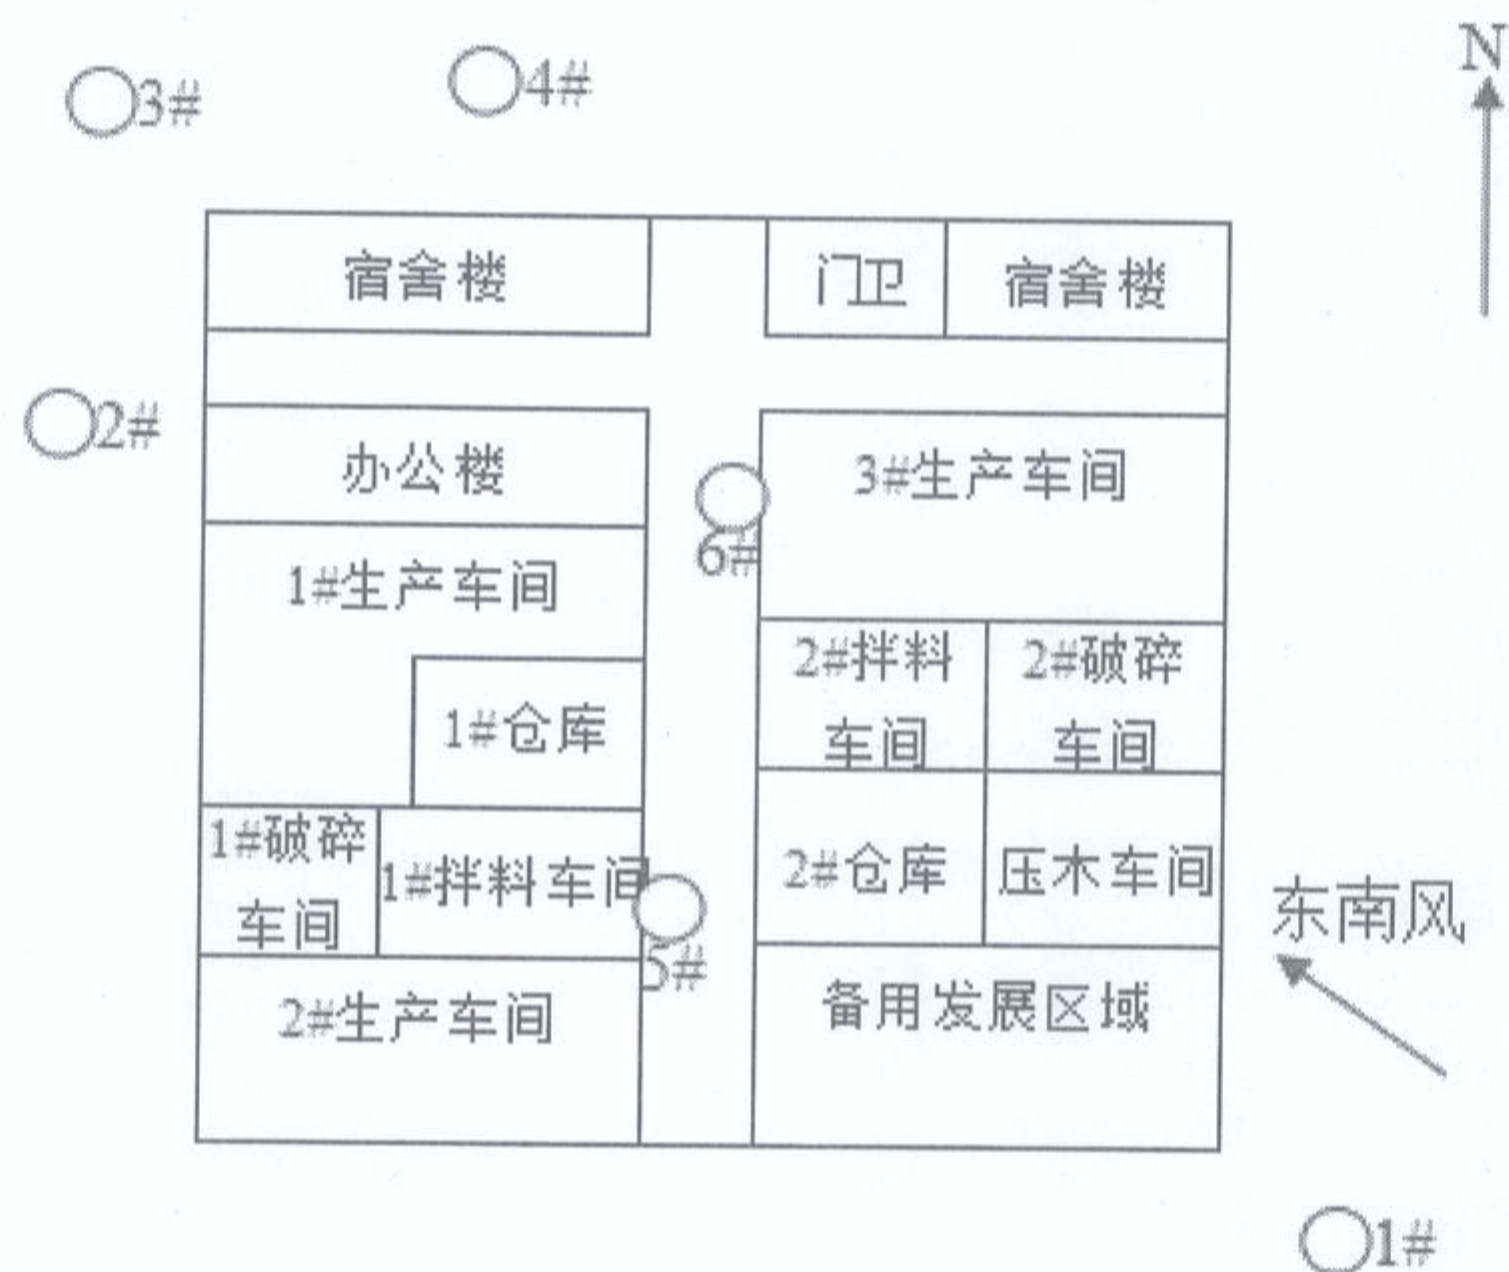 N
3#
4#
宿舍楼
门卫
宿舍楼
2#
办公楼
3#生产车间
6#
1#生产车间
2#拌料
车间
2#破碎
车间
1#仓库
1#破碎
车间
1#拌料车间
2#仓库
压木车间
东南风
5#
2#生产车间
备用发展区域
1#